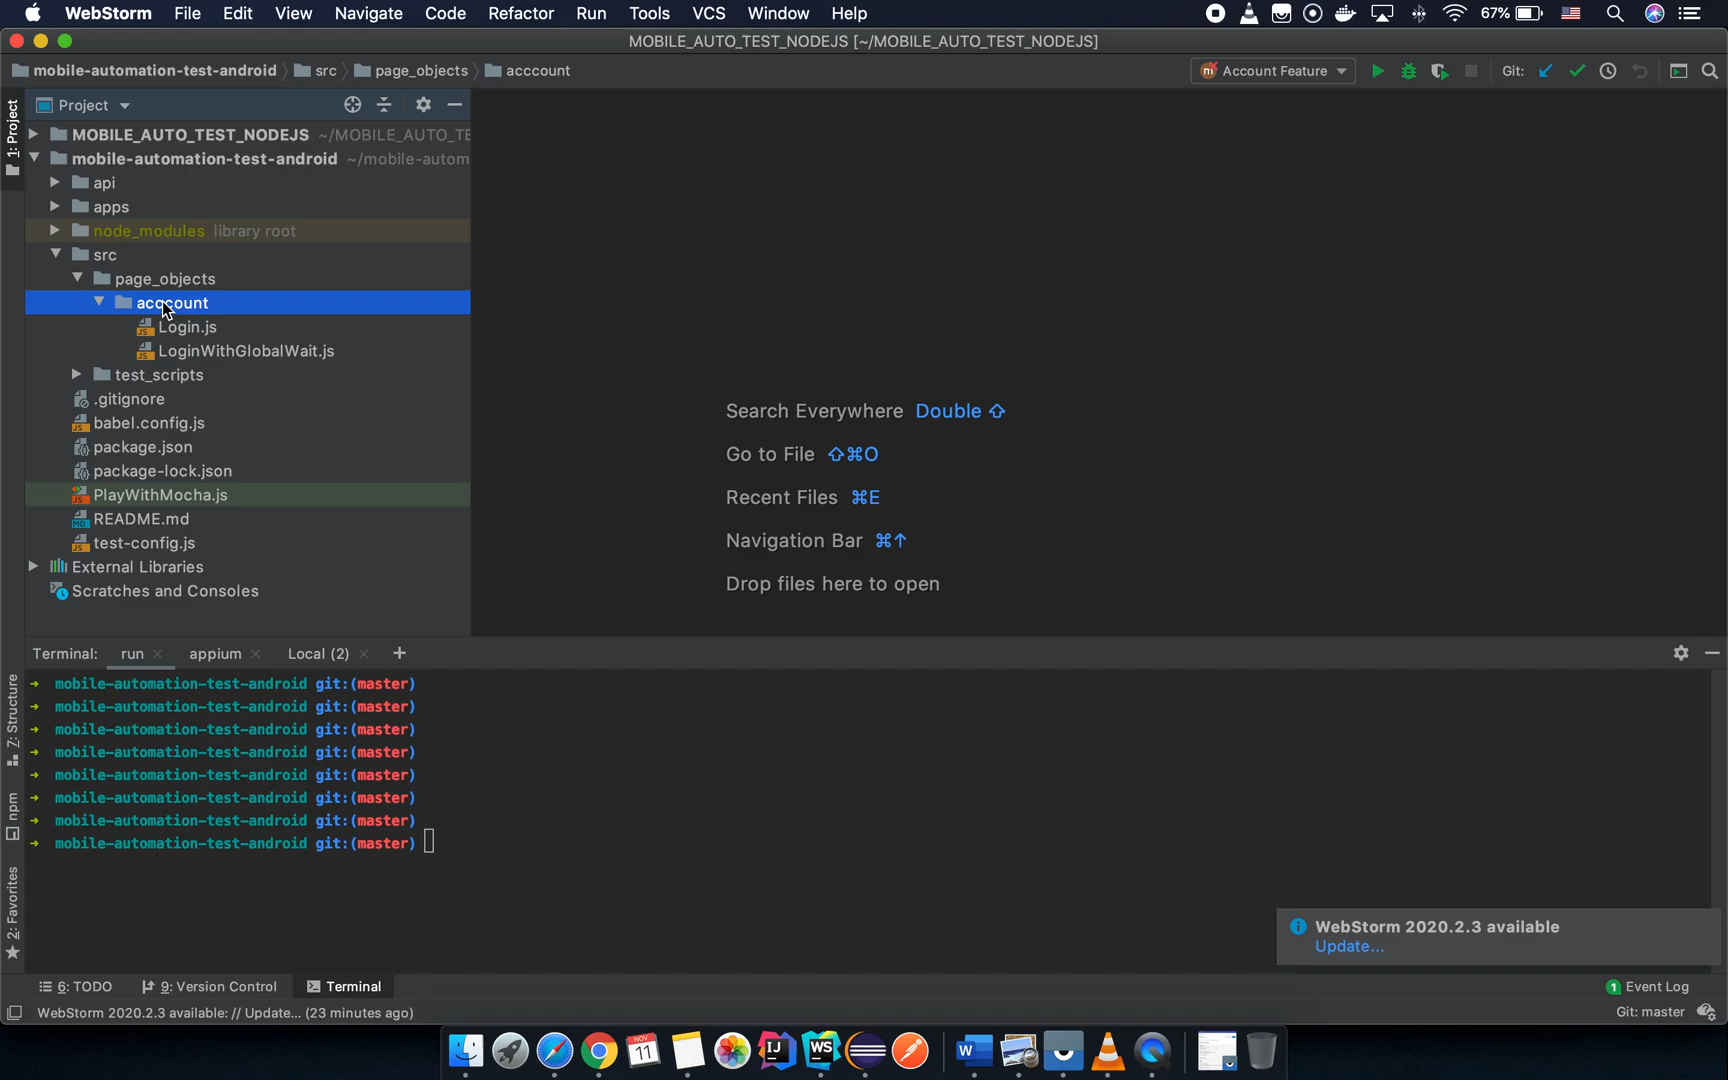 WebStorm File Edit View Navigate Code Refactor Run Tools VCS Window Help 67%
MOBILE_AUTO_TEST_NODEJS [~/MOBILE_AUTO_TEST_NODEJS]
mobile-automation-test-android src page_objects acccount Account Feature Git:
1: Project
Project
MOBILE_AUTO_TEST_NODEJS ~/MOBILE_AUTO_TE
mobile-automation-test-android ~/mobile-autom
api
apps
node_modules library root
src
page_objects
acccount
Login.js
LoginWithGlobalWait.js
test_scripts
.gitignore
babel.config.js
package.json
package-lock.json
PlayWithMocha.js
README.md
test-config.js
External Libraries
Scratches and Consoles
Search Everywhere Double ⇧
Go to File ⇧⌘O
Recent Files ⌘E
Navigation Bar ⌘↑
Drop files here to open
Z: Structure
npm
2: Favorites
Terminal: run appium Local (2) +
→ mobile-automation-test-android git:(master)
→ mobile-automation-test-android git:(master)
→ mobile-automation-test-android git:(master)
→ mobile-automation-test-android git:(master)
→ mobile-automation-test-android git:(master)
→ mobile-automation-test-android git:(master)
→ mobile-automation-test-android git:(master)
→ mobile-automation-test-android git:(master)
WebStorm 2020.2.3 available
Update...
6: TODO 9: Version Control Terminal 1 Event Log
WebStorm 2020.2.3 available: // Update... (23 minutes ago) Git: master
NOV
11
IJ
WS
W